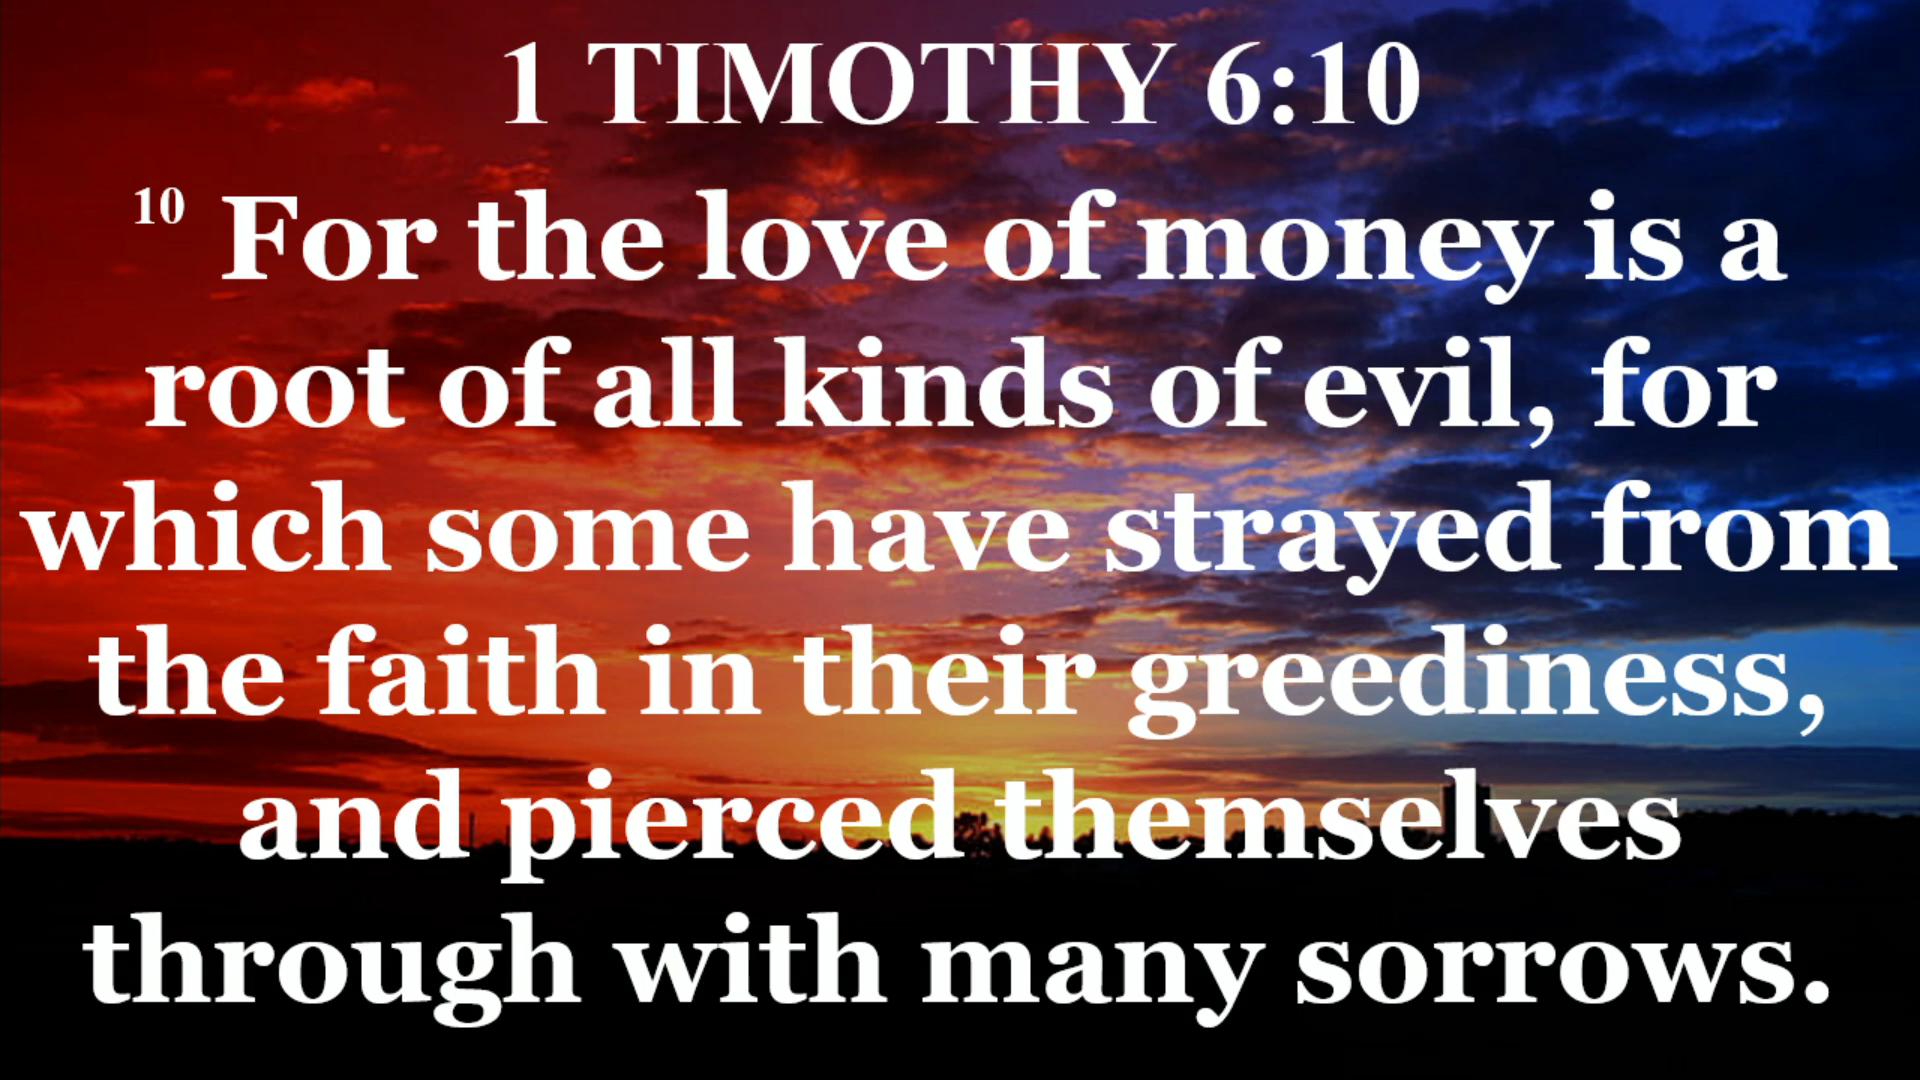 1 TIMOTHY 6:10
10 For the love of money is a
root of all kinds of evil, for
which some have strayed from
the faith in their greediness,
and pierced themselves
through with many sorrows.